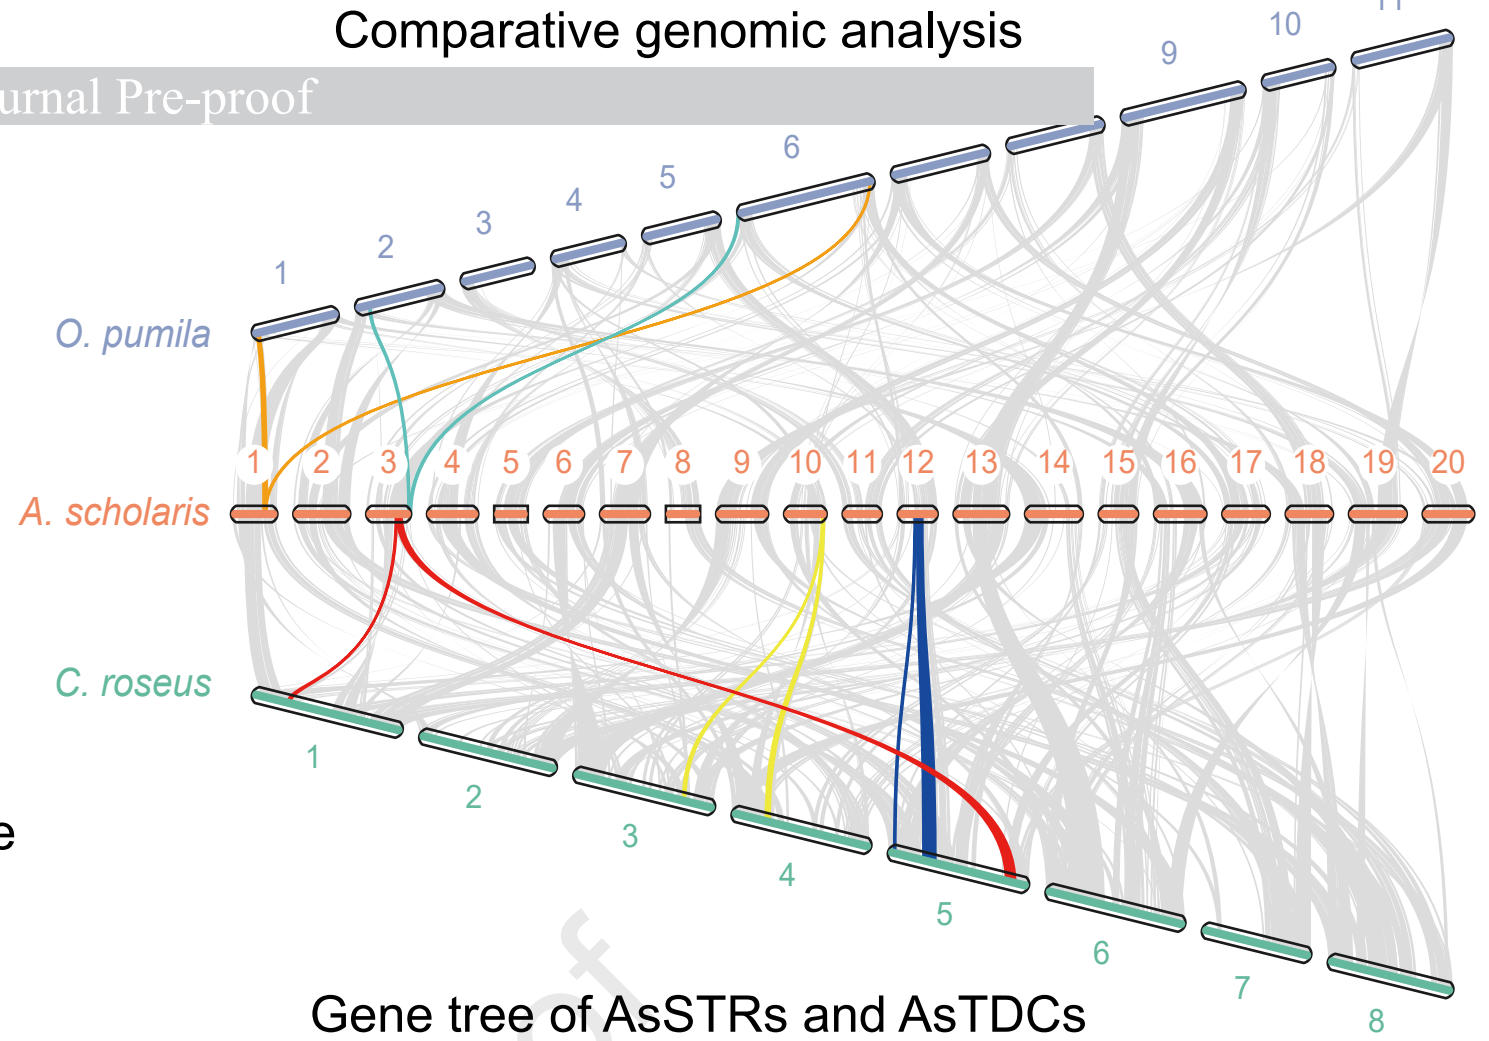 Comparative genomic analysis
11
10
9
urnal Pre-proof
6
5
4
3
2
1
O. pumila
1 2 3 4 5 6 7 8 9 10 11 12 13 14 15 16 17 18 19 20
A. scholaris
C. roseus
1
2
3
4
5
6
7
8
e
of
Gene tree of AsSTRs and AsTDCs